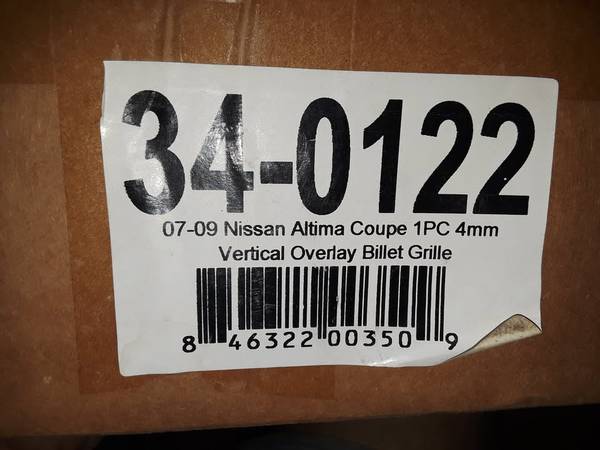 34-0122
07-09 Nissan Altima Coupe 1PC 4mm
Vertical Overlay Billet Grille
8 46322 00350 9